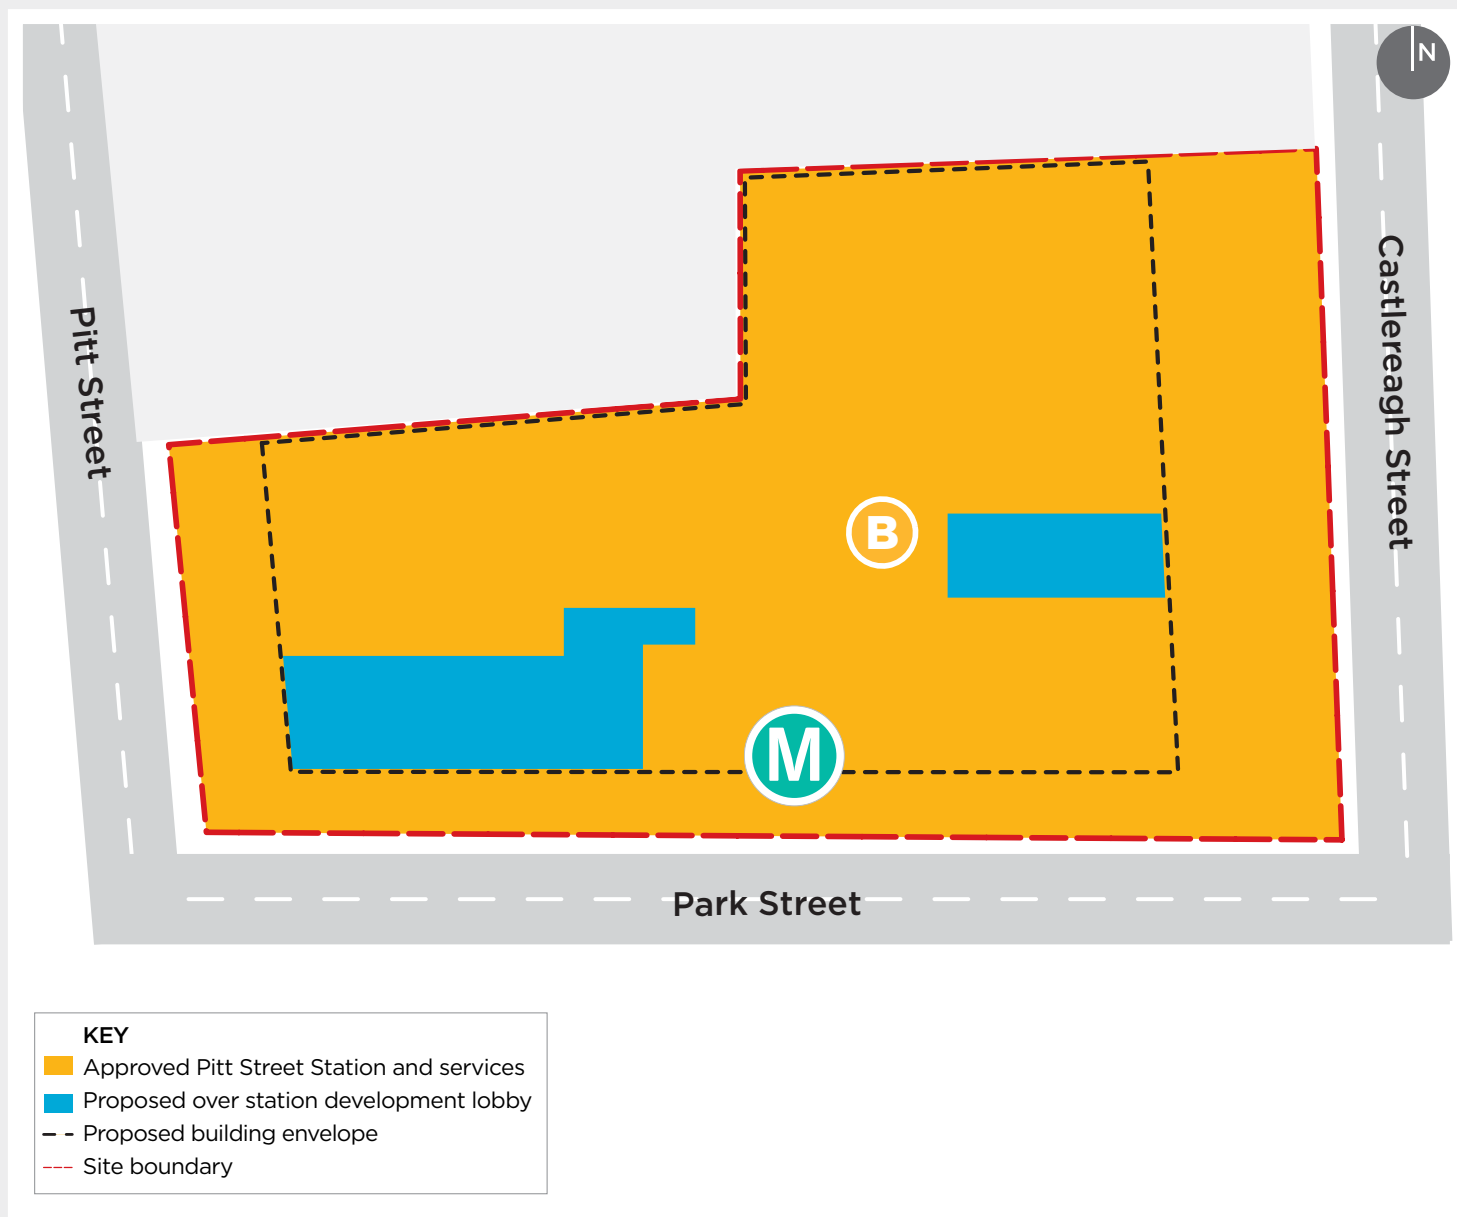 N
Pitt Street
Castlereagh Street
B
M
Park Street
KEY
Approved Pitt Street Station and services
Proposed over station development lobby
Proposed building envelope
Site boundary